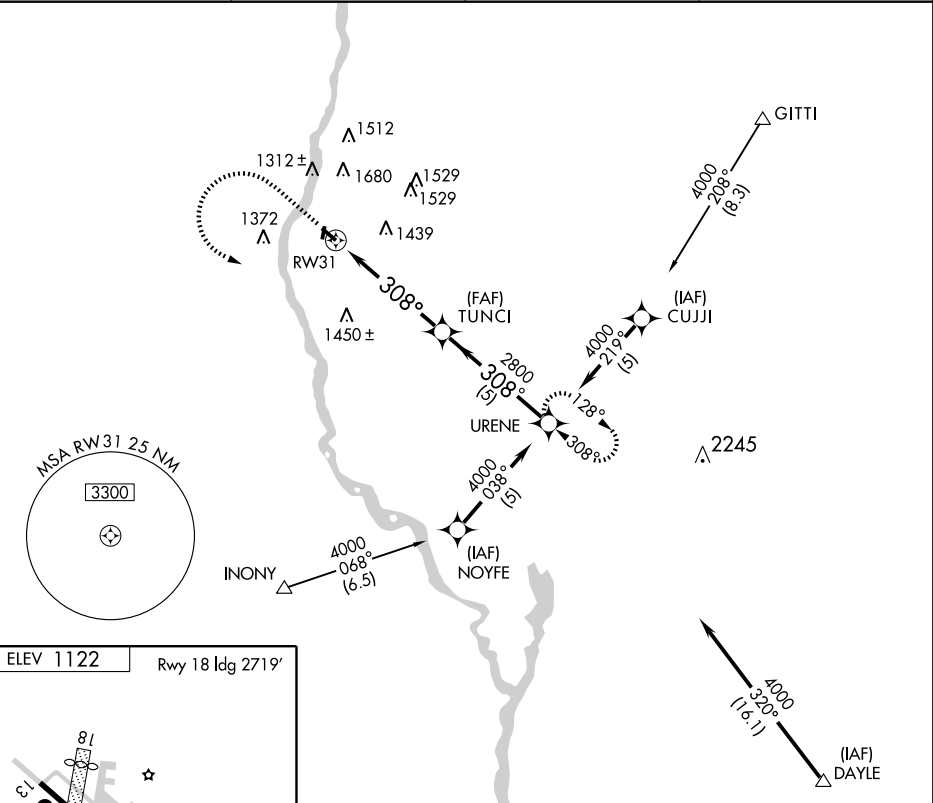 GITTI
1512
1312 ±
1680
1529
1529
4000
208°
(8.3)
1372
1439
RW31
308°
(FAF)
TUNCI
(IAF)
CUJJI
1450 ±
4000
219°
(5)
2800
308°
(5)
128°
URENE
308°
2245
MSA RW31 25 NM
3300
4000
038°
(5)
(IAF)
NOYFE
INONY
4000
068°
(6.5)
ELEV 1122
Rwy 18 ldg 2719'
4000
320°
(16.1)
(IAF)
DAYLE
18
13